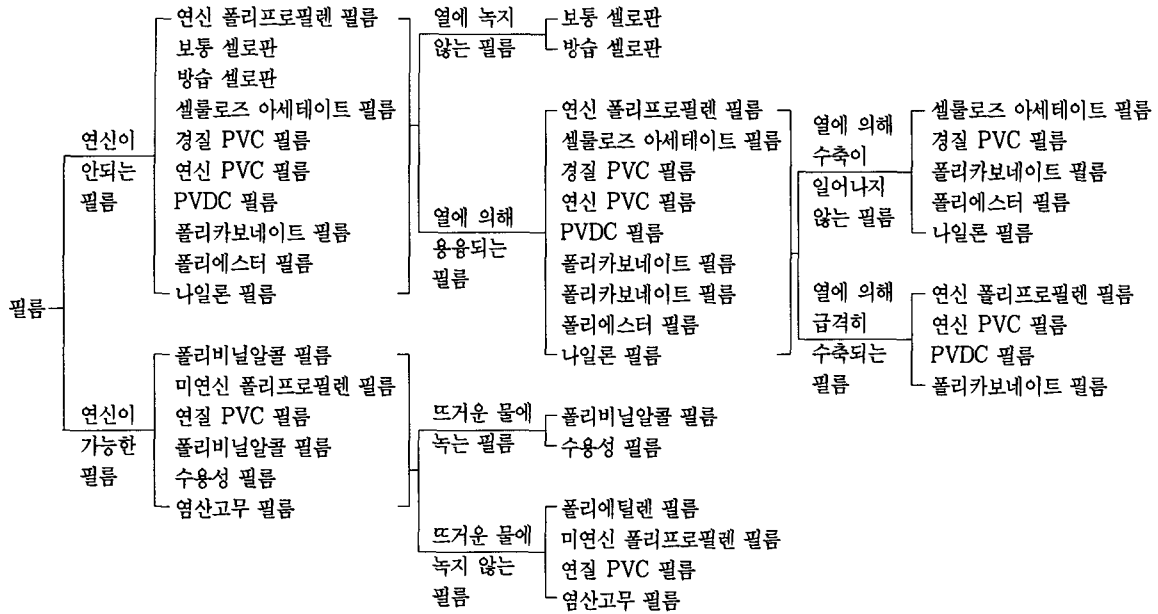 필름
연신이
안되는
필름
연신 폴리프로필렌 필름
보통 셀로판
방습 셀로판
셀룰로즈 아세테이트 필름
경질 PVC 필름
연신 PVC 필름
PVDC 필름
폴리카보네이트 필름
폴리에스터 필름
나일론 필름
열에 녹지
않는 필름
보통 셀로판
방습 셀로판
열에 의해
용융되는
필름
연신 폴리프로필렌 필름
셀룰로즈 아세테이트 필름
경질 PVC 필름
연신 PVC 필름
PVDC 필름
폴리카보네이트 필름
폴리카보네이트 필름
폴리에스터 필름
나일론 필름
열에 의해
수축이
일어나지
않는 필름
셀룰로즈 아세테이트 필름
경질 PVC 필름
폴리카보네이트 필름
폴리에스터 필름
나일론 필름
열에 의해
급격히
수축되는
필름
연신 폴리프로필렌 필름
연신 PVC 필름
PVDC 필름
폴리카보네이트 필름
연신이
가능한
필름
폴리비닐알콜 필름
미연신 폴리프로필렌 필름
연질 PVC 필름
폴리비닐알콜 필름
수용성 필름
염산고무 필름
뜨거운 물에
녹는 필름
폴리비닐알콜 필름
수용성 필름
뜨거운 물에
녹지 않는
필름
폴리에틸렌 필름
미연신 폴리프로필렌 필름
연질 PVC 필름
염산고무 필름